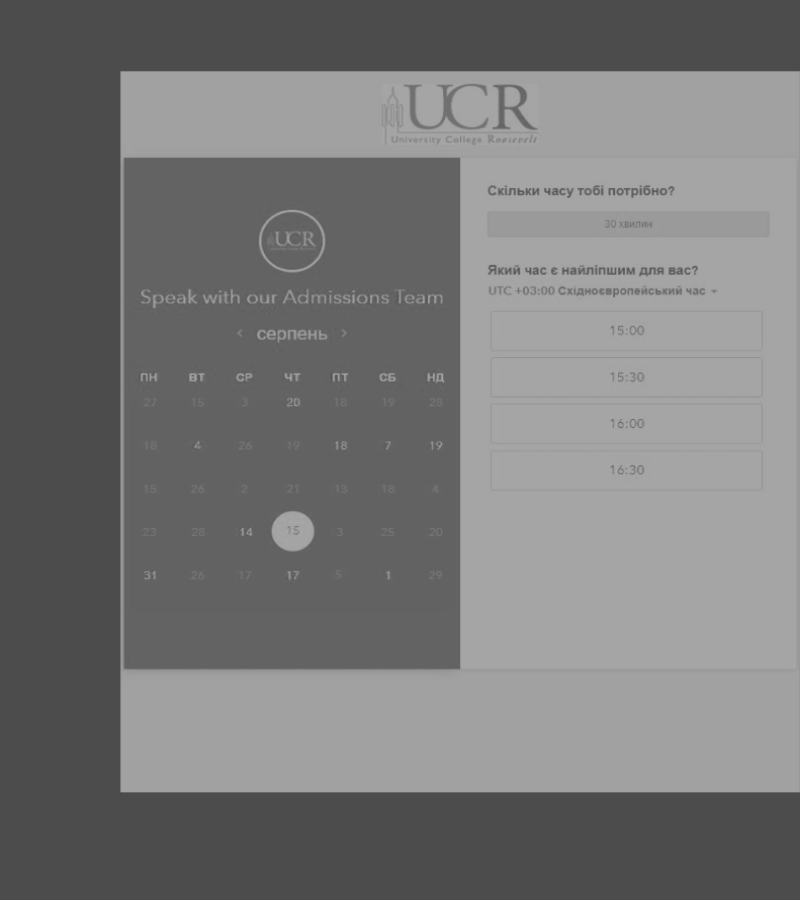 UCR
University College Roosevelt
UCR
Speak with our Admissions Team
‹ серпень ›
ПН ВТ СР ЧТ ПТ СБ НД
27 15 3 20 18 19 28
18 4 26 19 18 7 19
15 26 2 21 13 18 4
23 28 14 15 3 25 20
31 26 17 17 5 1 29
Скільки часу тобі потрібно?
30 хвилин
Який час є найліпшим для вас?
UTC +03:00 Східноєвропейський час
15:00
15:30
16:00
16:30